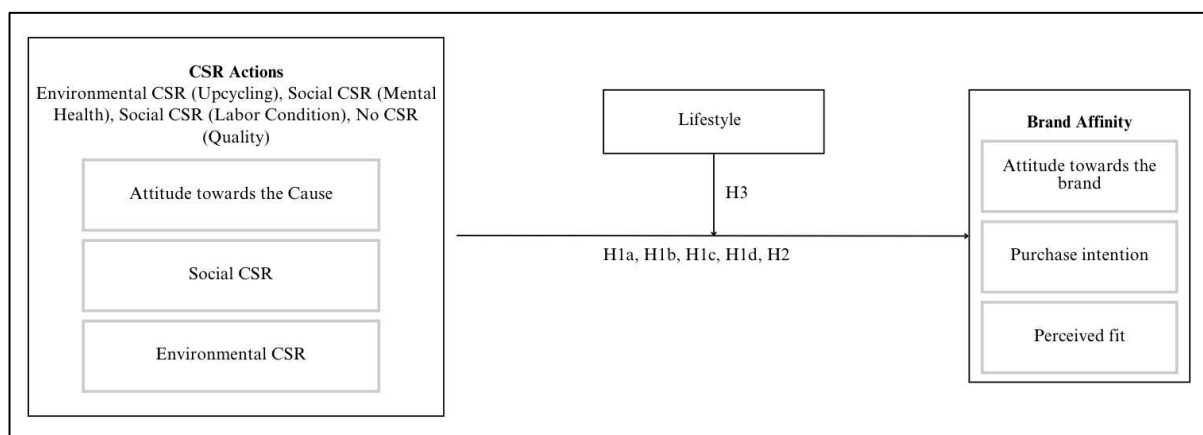 CSR Actions
Environmental CSR (Upcycling), Social CSR (Mental
Health), Social CSR (Labor Condition), No CSR
(Quality)
Attitude towards the Cause
Social CSR
Environmental CSR
Lifestyle
H3
H1a, H1b, H1c, H1d, H2
Brand Affinity
Attitude towards the
brand
Purchase intention
Perceived fit